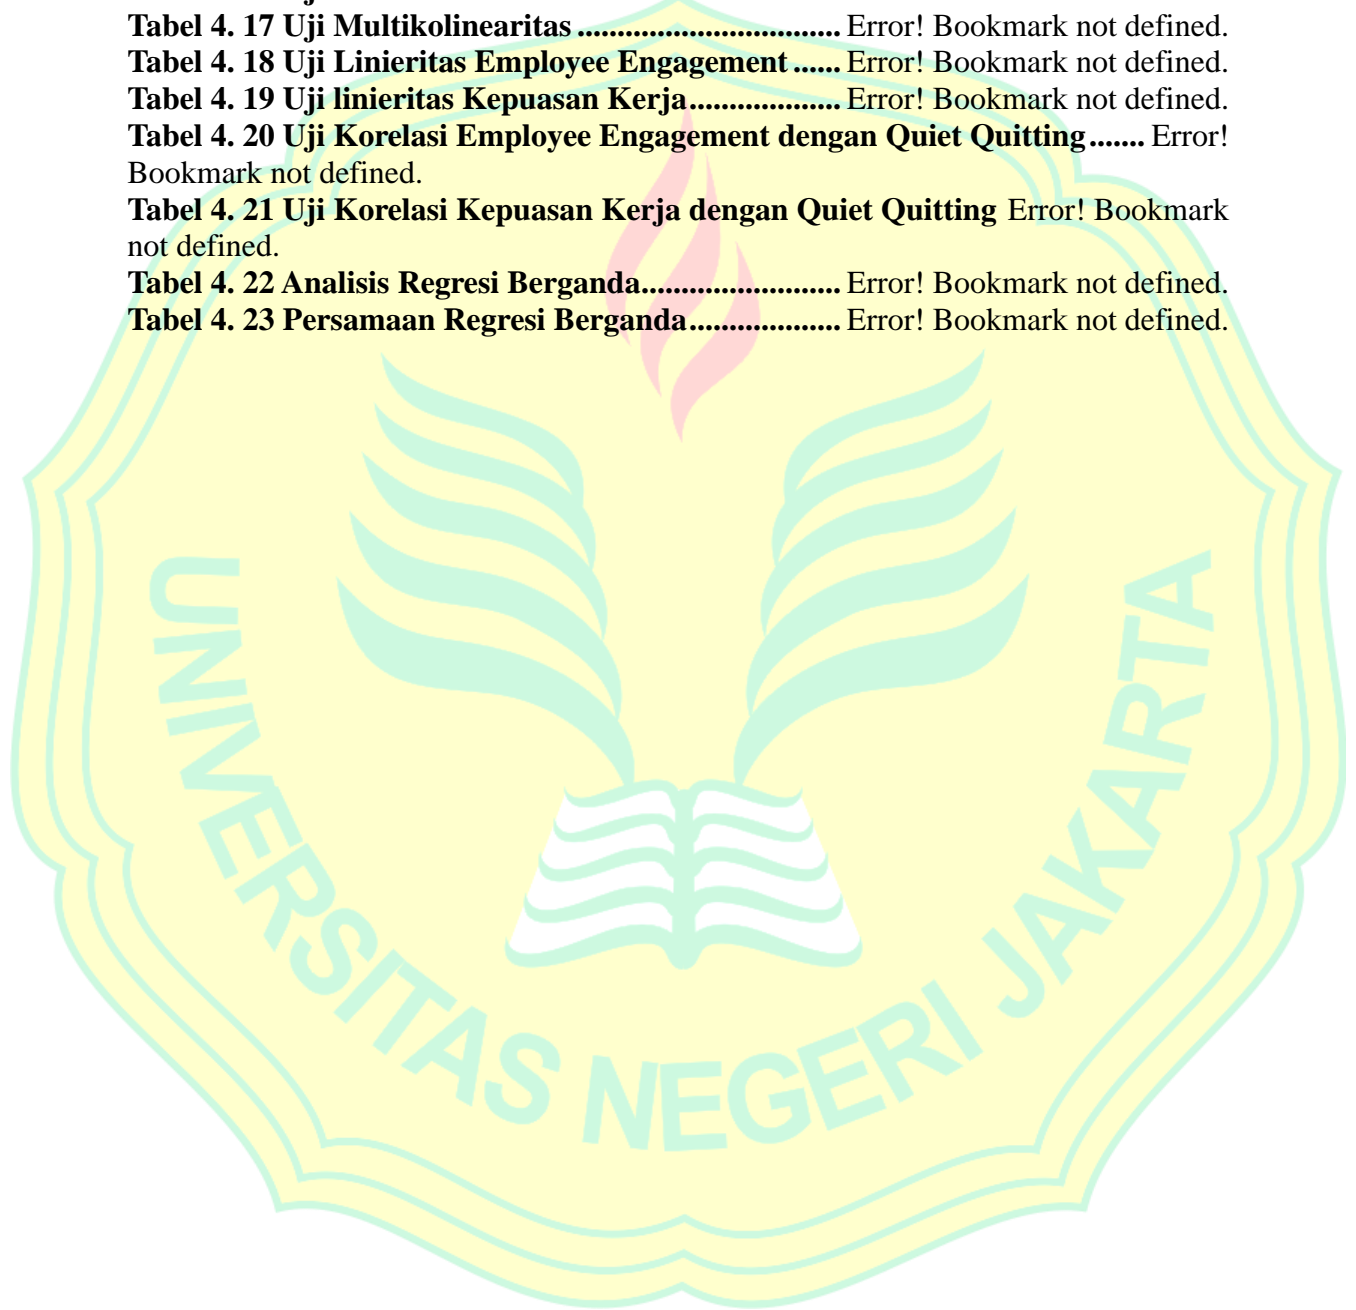 Tabel 4. 17 Uji Multikolinearitas ................................ Error! Bookmark not defined.
Tabel 4. 18 Uji Linieritas Employee Engagement ...... Error! Bookmark not defined.
Tabel 4. 19 Uji linieritas Kepuasan Kerja................... Error! Bookmark not defined.
Tabel 4. 20 Uji Korelasi Employee Engagement dengan Quiet Quitting ....... Error!
Bookmark not defined.
Tabel 4. 21 Uji Korelasi Kepuasan Kerja dengan Quiet Quitting Error! Bookmark
not defined.
Tabel 4. 22 Analisis Regresi Berganda......................... Error! Bookmark not defined.
Tabel 4. 23 Persamaan Regresi Berganda................... Error! Bookmark not defined.
UNIVERSITAS NEGERI JAKARTA